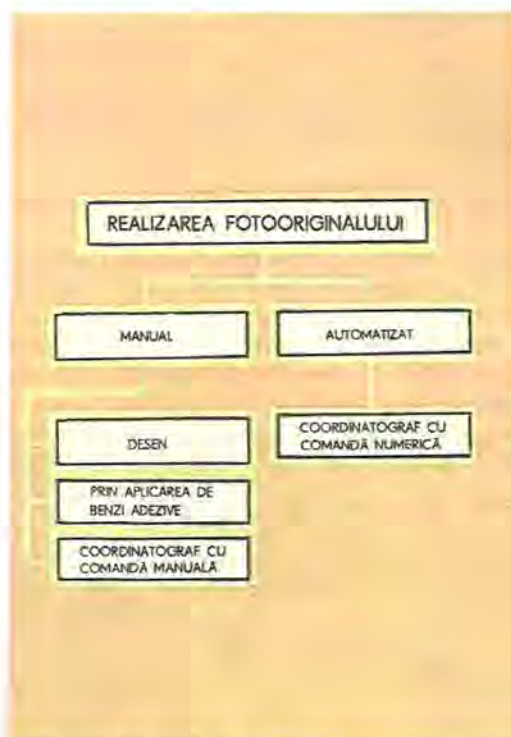 REALIZAREA FOTOORIGINALULUI
MANUAL
AUTOMATIZAT
DESEN
PRIN APLICAREA DE
BENZI ADEZIVE
COORDINATOGRAF CU
COMANDĂ MANUALĂ
COORDINATOGRAF CU
COMANDĂ NUMERICĂ